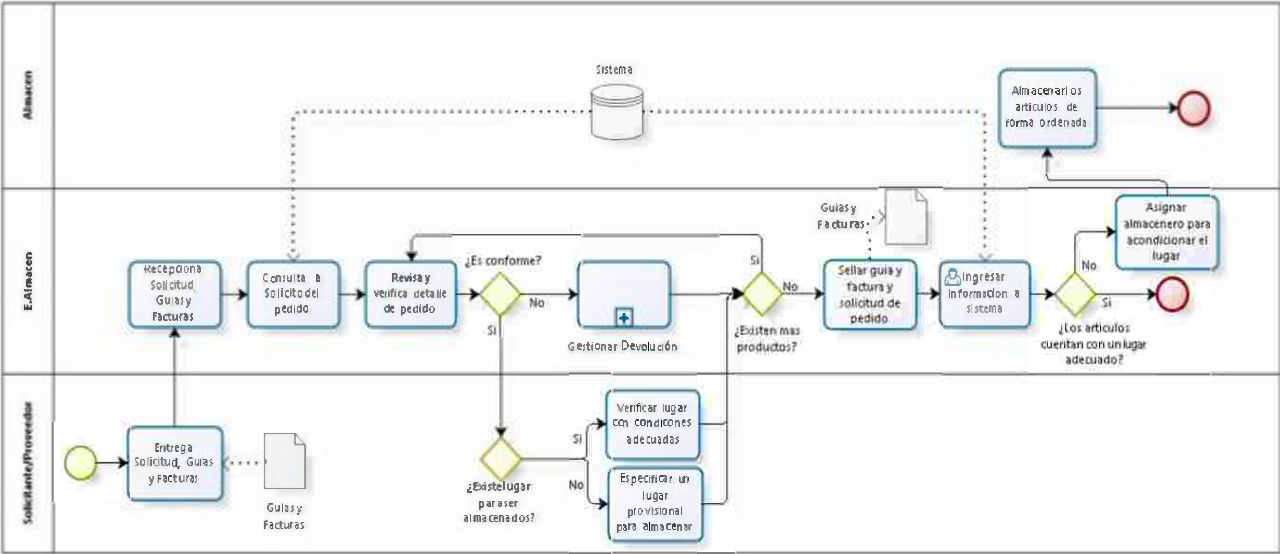 Almacen
Sistema
Almacenar los
articulos de
forma ordenada
E.Almacen
Recepciona
Solicitud,
Guias y
Facturas
Consulta a
Solicito del
pedido
Revisa y
verifica detalle
de pedido
¿Es conforme?
No
Si
Gestionar Devolución
Si
No
¿Existen mas
productos?
Guias y
Facturas
Sellar guia y
factura y
solicitud de
pedido
Ingresar
Informacion a
sistema
No
Si
¿Los articulos
cuentan con un lugar
adecuado?
Asignar
almacenero para
acondicionar el
lugar
Solicitante/Proveedor
Entrega
Solicitud, Guias
y Facturas
Guias y
Facturas
¿Existe lugar
para ser
almacenados?
Si
No
Verificar lugar
con condicones
adecuadas
Especificar un
lugar
provisional
para almacenar